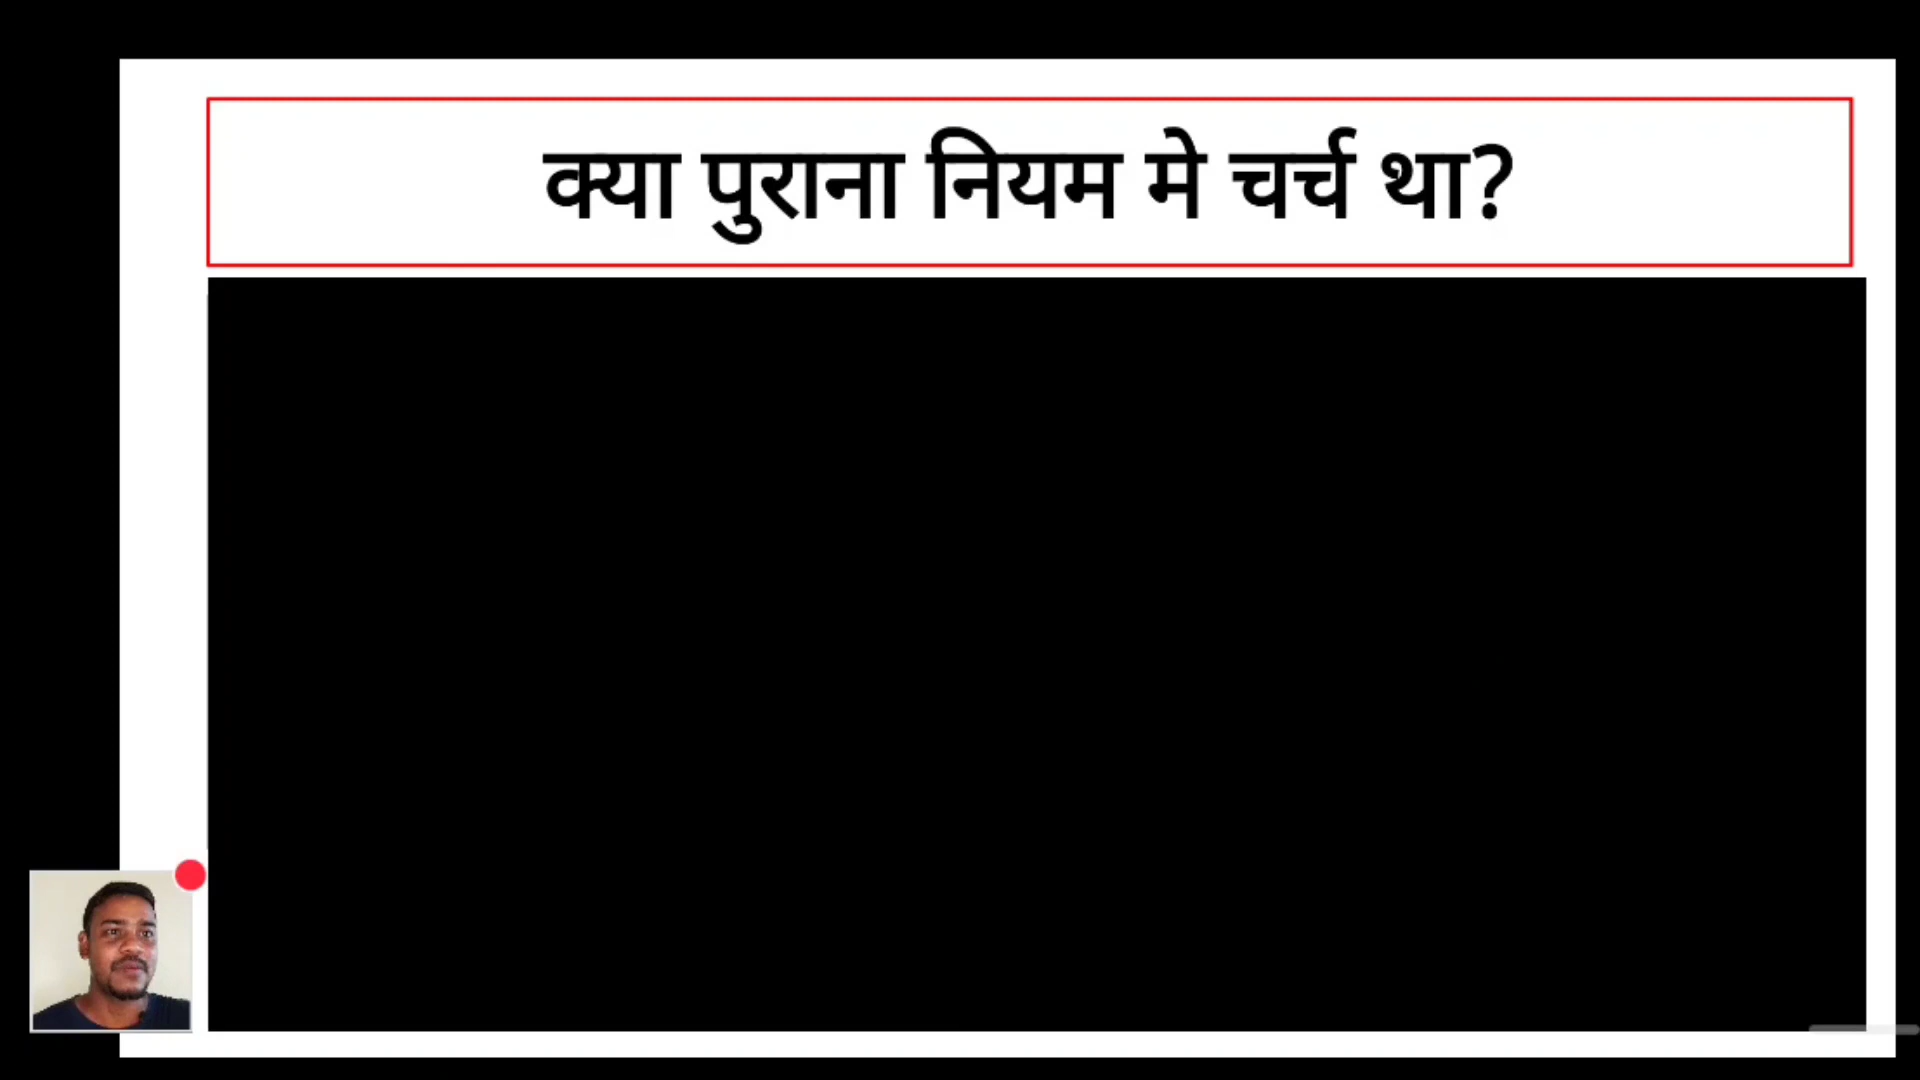 क्या पुराना नियम मे चर्च था?